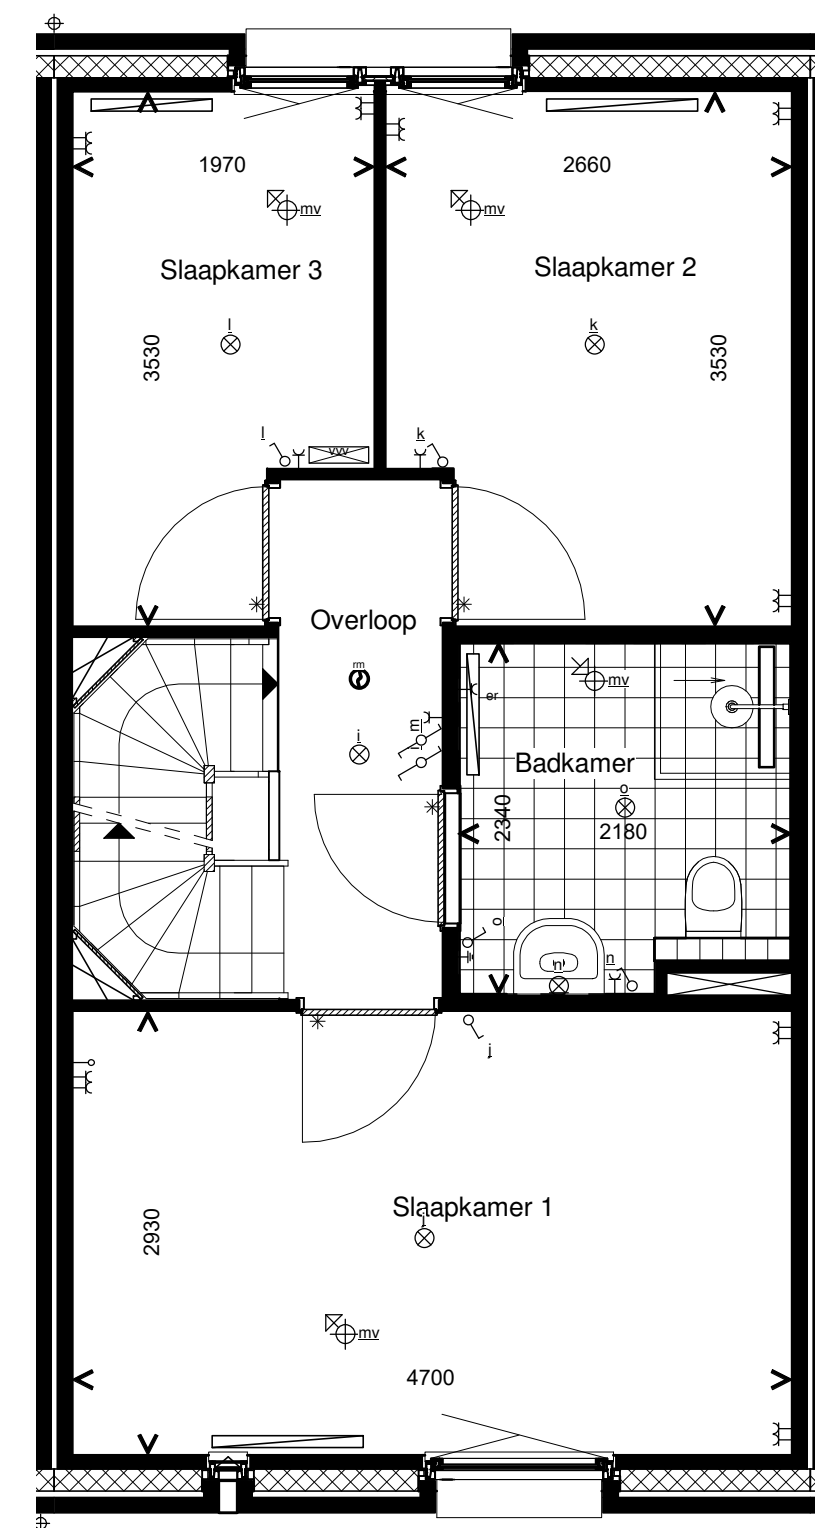 1970
2660
mv
mv
Slaapkamer 3
Slaapkamer 2
l
k
3530
3530
l
vvv
k
Overloop
rm
mv
er
m
i
i
Badkamer
o
2340
2180
o
n
n
j
Slaapkamer 1
j
2930
mv
4700